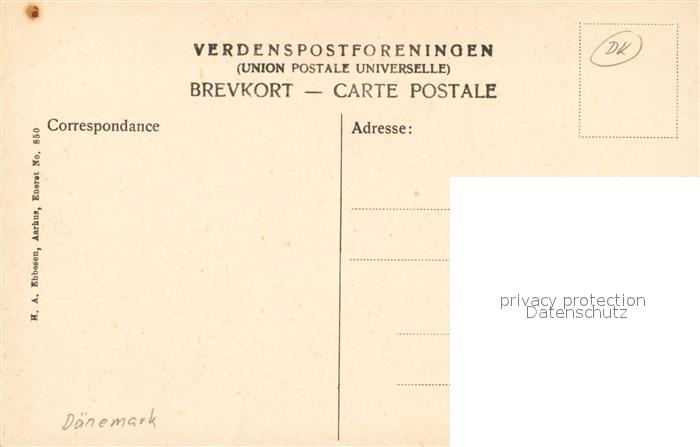 VERDENSPOSTFORENINGEN
(UNION POSTALE UNIVERSELLE)
BREVKORT — CARTE POSTALE
DK
Correspondance
Adresse:
H. A. Ebbesen, Aarhus, Eneret No. 850
privacy protection
Datenschutz
Dänemark